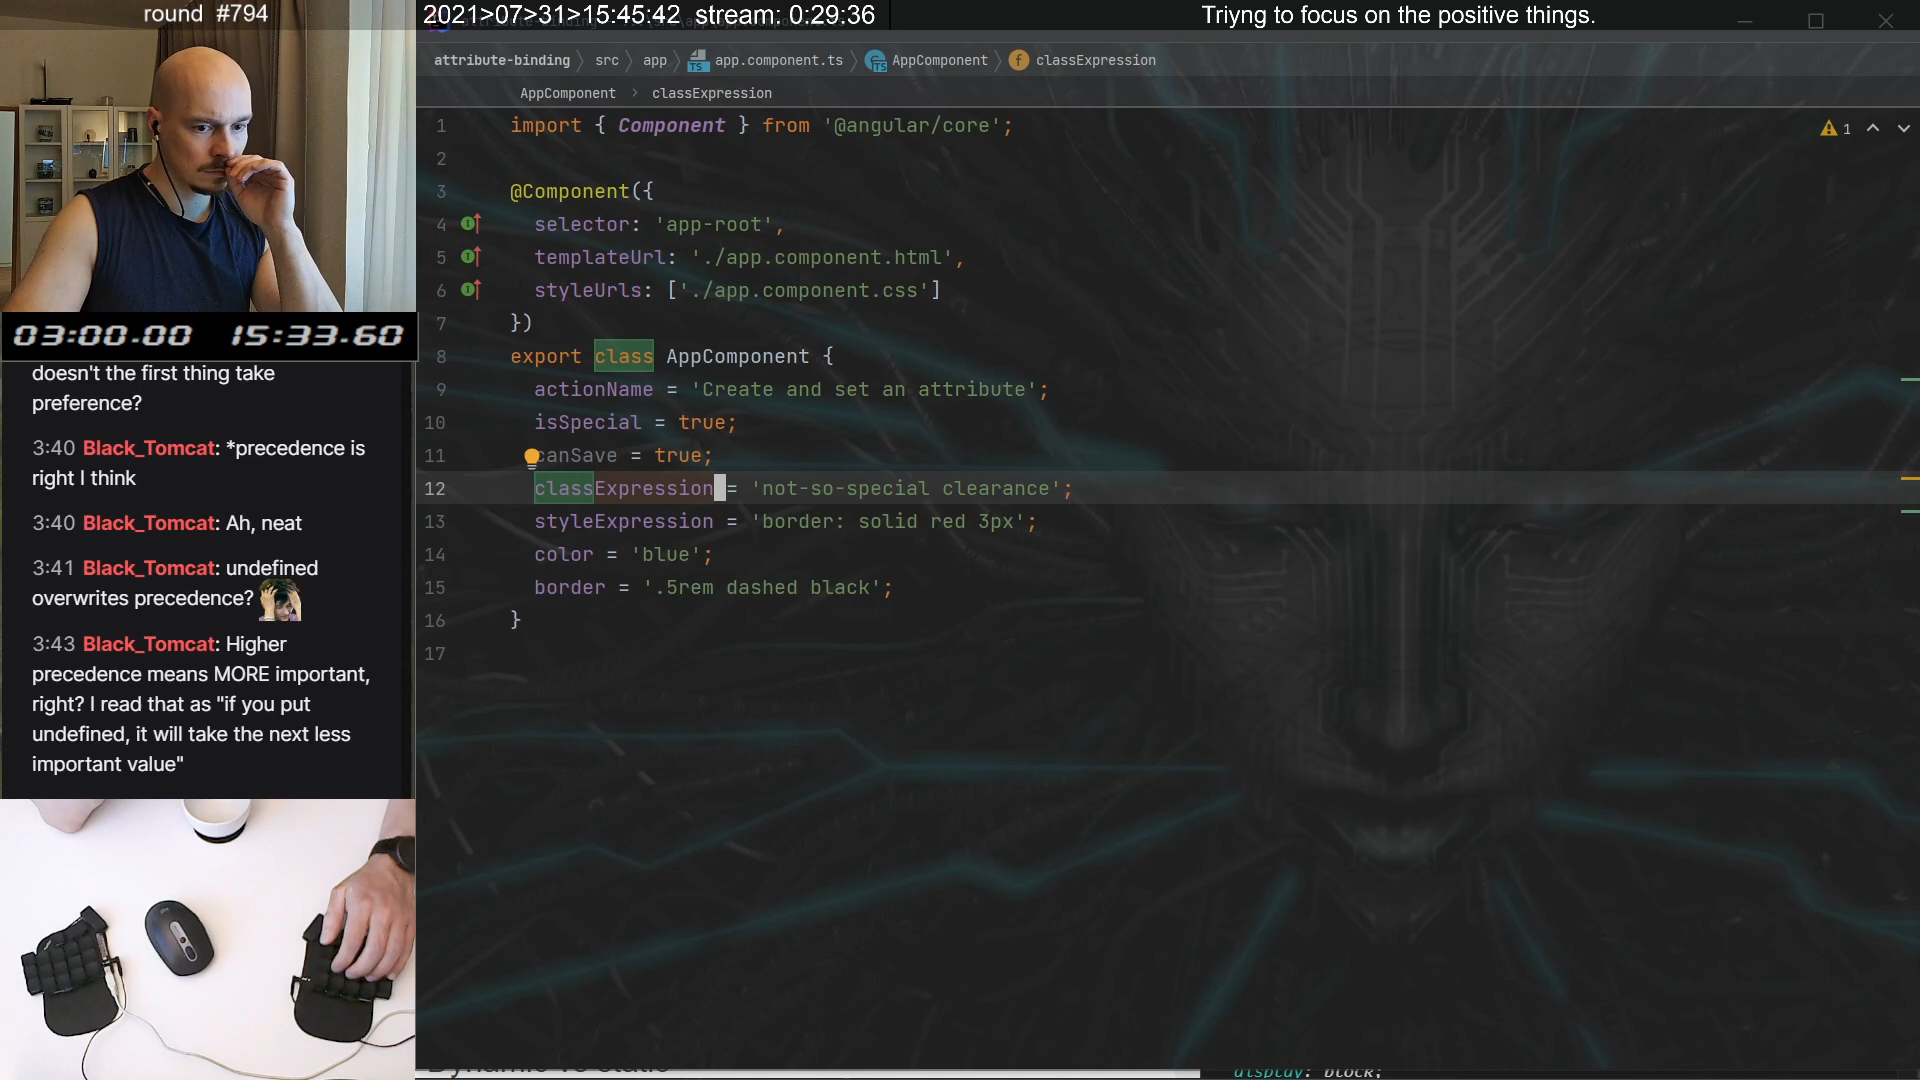 round #794
2021>07>31>15:45:42 stream: 0:29:36
Triyng to focus on the positive things.
attribute-binding src app app.component.ts AppComponent classExpression
AppComponent classExpression
1 import { Component } from '@angular/core';
2
3 @Component({
4 selector: 'app-root',
5 templateUrl: './app.component.html',
6 styleUrls: ['./app.component.css']
7 })
8 export class AppComponent {
9 actionName = 'Create and set an attribute';
10 isSpecial = true;
11 canSave = true;
12 classExpression = 'not-so-special clearance';
13 styleExpression = 'border: solid red 3px';
14 color = 'blue';
15 border = '.5rem dashed black';
16 }
17
1
03:00.00 15:33.60
doesn't the first thing take
preference?
3:40 Black_Tomcat: *precedence is
right I think
3:40 Black_Tomcat: Ah, neat
3:41 Black_Tomcat: undefined
overwrites precedence?
3:43 Black_Tomcat: Higher
precedence means MORE important,
right? I read that as "if you put
undefined, it will take the next less
important value"
display: block;